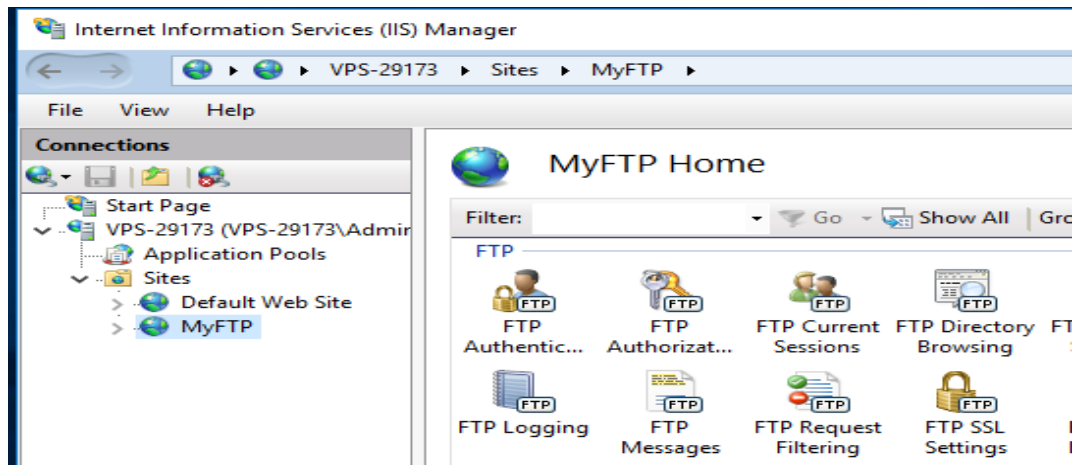 Internet Information Services (IIS) Manager
VPS-29173 Sites MyFTP
File View Help
Connections
Start Page
VPS-29173 (VPS-29173\Admir
Application Pools
Sites
Default Web Site
MyFTP
MyFTP Home
Filter: Go Show All Gro
FTP
FTP FTP FTP FTP
FTP FTP FTP Current FTP Directory FT
Authentic... Authorizat... Sessions Browsing
FTP FTP FTP FTP
FTP Logging FTP FTP Request FTP SSL
Messages Filtering Settings